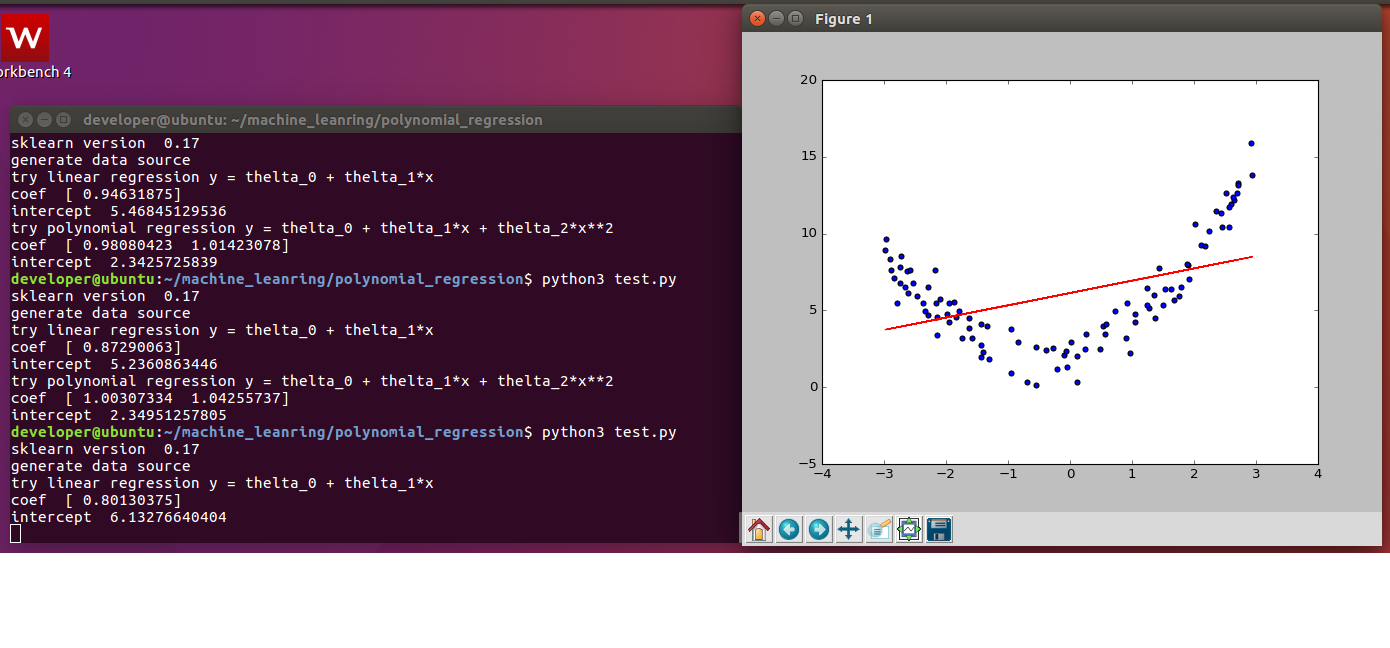 W
orkbench 4
developer@ubuntu: ~/machine_leanring/polynomial_regression
sklearn version  0.17
generate data source
try linear regression y = thelta_0 + thelta_1*x
coef  [ 0.94631875]
intercept  5.46845129536
try polynomial regression y = thelta_0 + thelta_1*x + thelta_2*x**2
coef  [ 0.98080423  1.01423078]
intercept  2.3425725839
developer@ubuntu:~/machine_leanring/polynomial_regression$ python3 test.py
sklearn version  0.17
generate data source
try linear regression y = thelta_0 + thelta_1*x
coef  [ 0.87290063]
intercept  5.2360863446
try polynomial regression y = thelta_0 + thelta_1*x + thelta_2*x**2
coef  [ 1.00307334  1.04255737]
intercept  2.34951257805
developer@ubuntu:~/machine_leanring/polynomial_regression$ python3 test.py
sklearn version  0.17
generate data source
try linear regression y = thelta_0 + thelta_1*x
coef  [ 0.80130375]
intercept  6.13276640404
Figure 1
20
15
10
5
0
−5
−4 −3 −2 −1 0 1 2 3 4